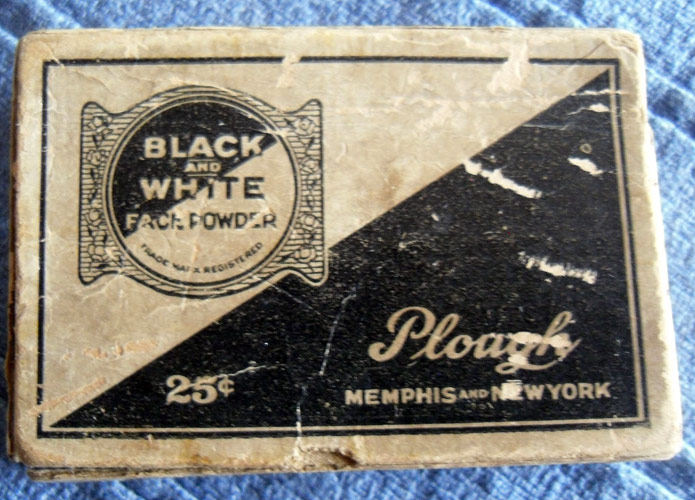 BLACK
AND
WHITE
FACE POWDER
TRADE MARK REGISTERED
25¢
Plough
MEMPHIS AND NEW YORK